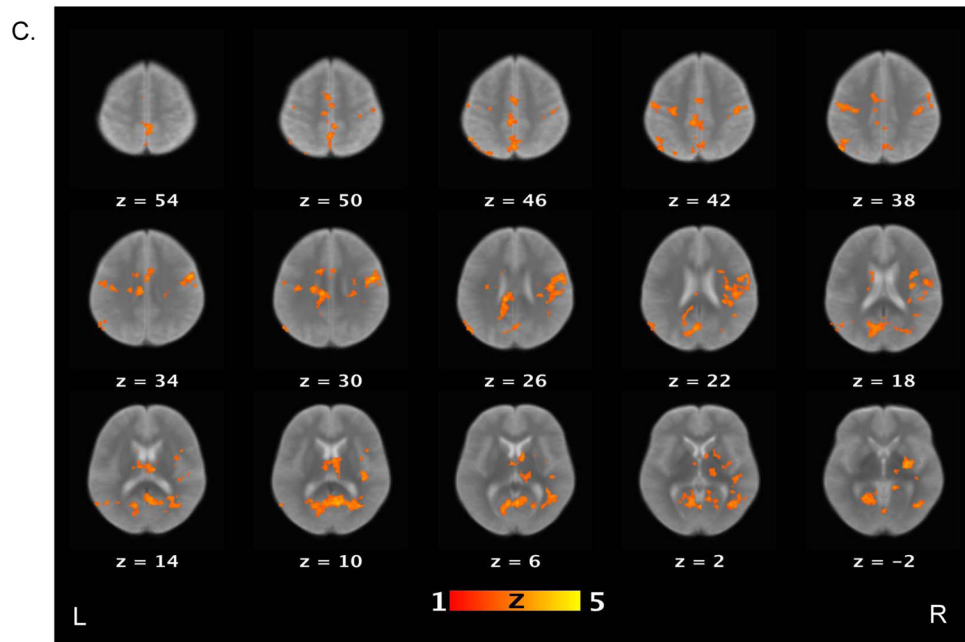 C.
z = 54 z = 50 z = 46 z = 42 z = 38
z = 34 z = 30 z = 26 z = 22 z = 18
z = 14 z = 10 z = 6 z = 2 z = -2
1 Z 5
L R